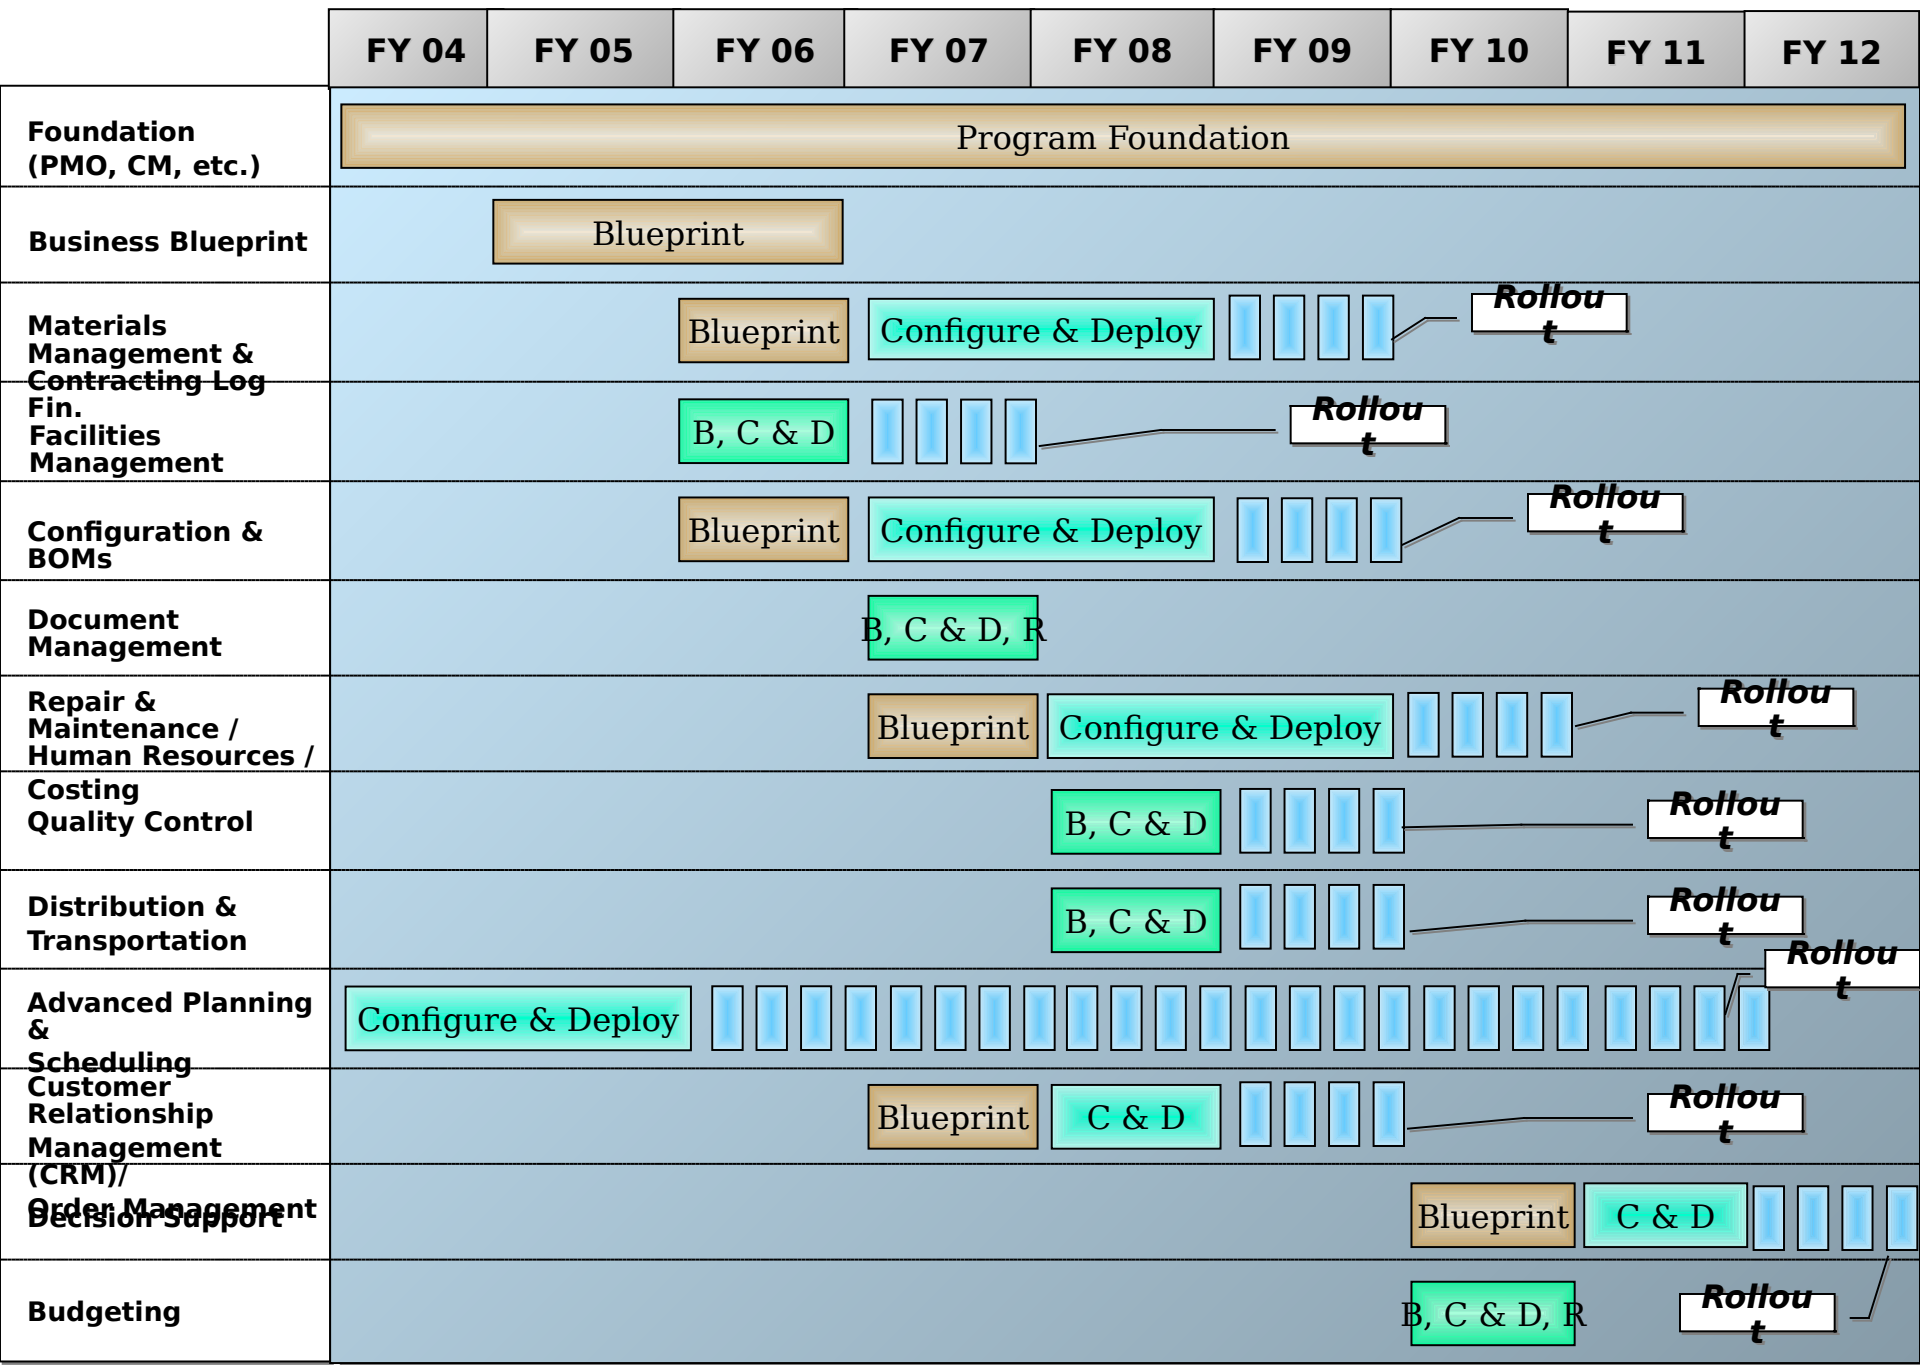 FY 04 FY 05 FY 06 FY 07 FY 08 FY 09 FY 10 FY 11 FY 12
Foundation
(PMO, CM, etc.)
Program Foundation
Business Blueprint
Blueprint
Materials
Management &
Contracting Log
Fin.
Blueprint
Configure & Deploy
Rollou
t
Facilities
Management
B, C & D
Rollou
t
Configuration &
BOMs
Blueprint
Configure & Deploy
Rollou
t
Document
Management
B, C & D, R
Repair &
Maintenance /
Human Resources /
Costing
Blueprint
Configure & Deploy
Rollou
t
Quality Control
B, C & D
Rollou
t
Distribution &
Transportation
B, C & D
Rollou
t
Advanced Planning
&
Scheduling
Configure & Deploy
Rollou
t
Customer
Relationship
Management
(CRM)/
Order Management
Blueprint
C & D
Rollou
t
Decision Support
Blueprint
C & D
Rollou
t
Budgeting
B, C & D, R